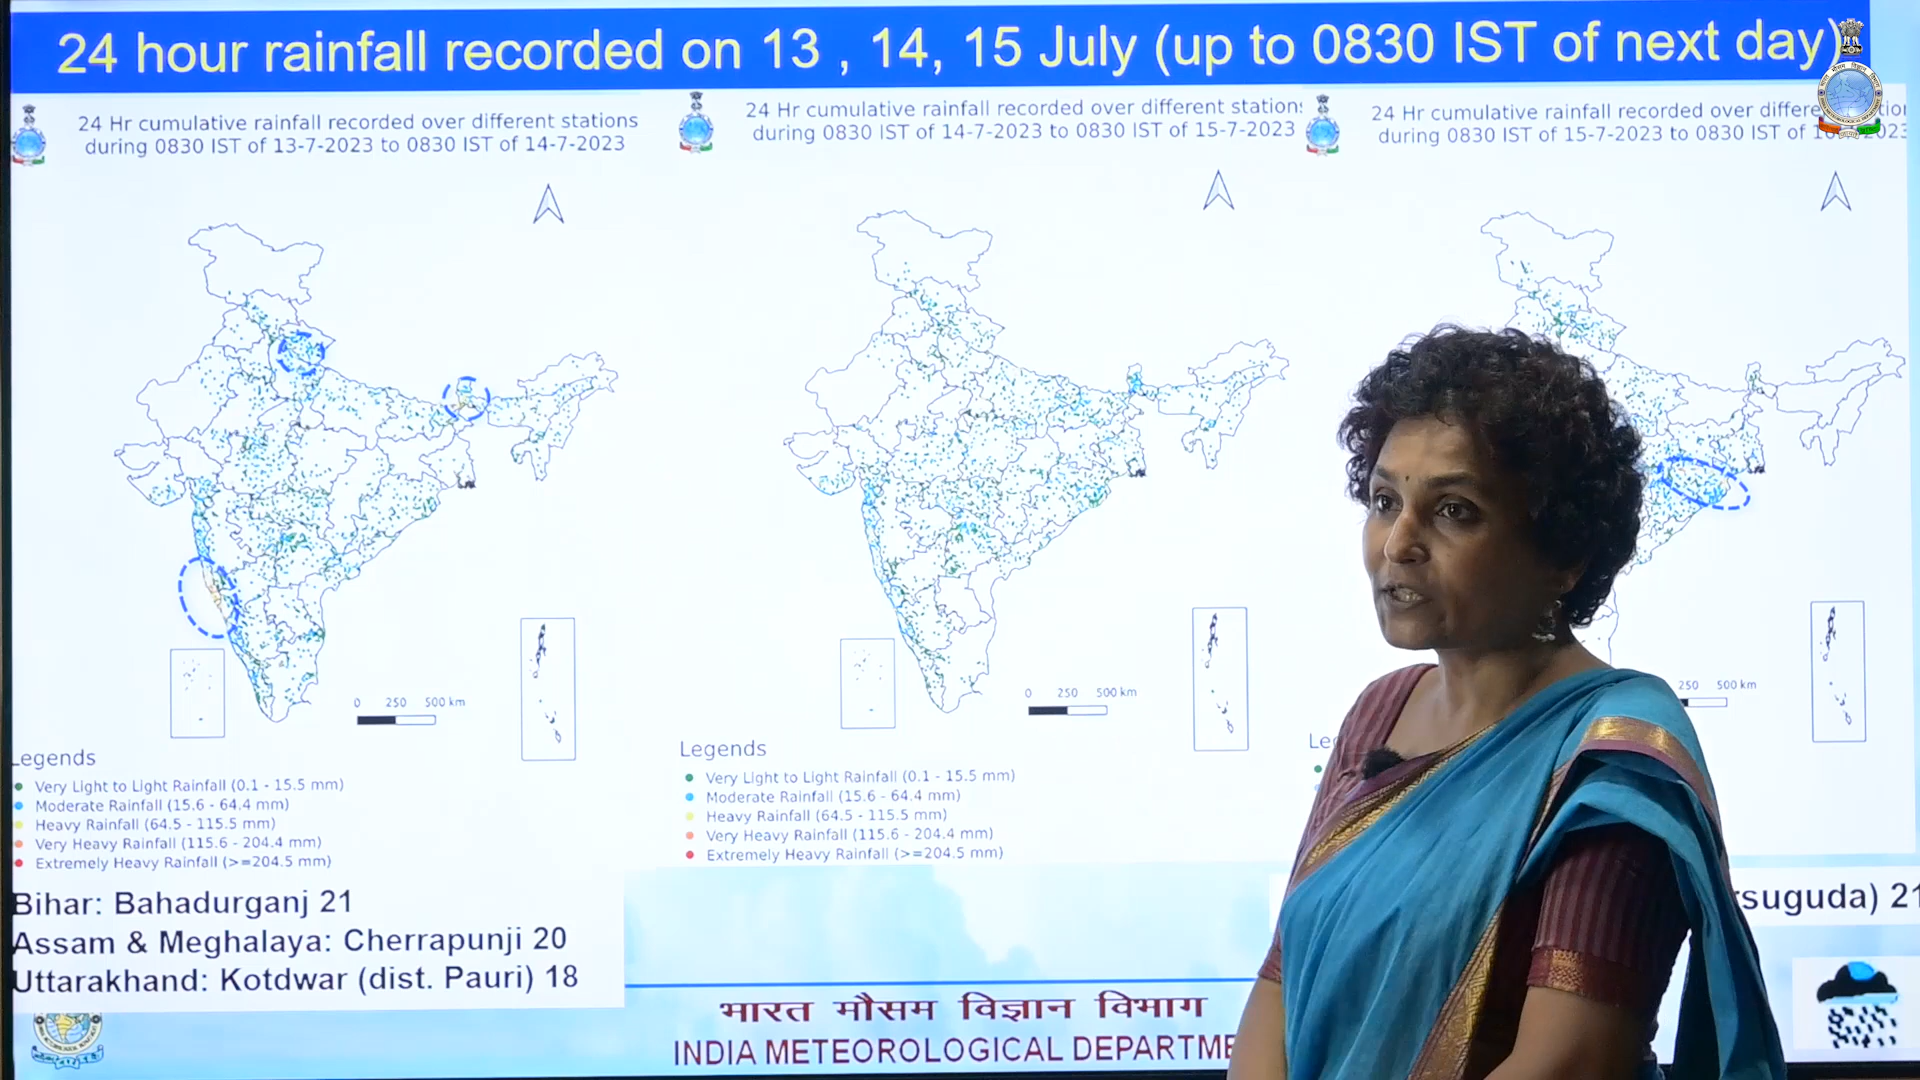 24 hour rainfall recorded on 13 , 14, 15 July (up to 0830 IST of next day)
24 Hr cumulative rainfall recorded over different stations
during 0830 IST of 13-7-2023 to 0830 IST of 14-7-2023
24 Hr cumulative rainfall recorded over different stations
during 0830 IST of 14-7-2023 to 0830 IST of 15-7-2023
24 Hr cumulative rainfall recorded over
during 0830 IST of 15-7-2023 to 0830 IST of
0 250 500 km
0 250 500 km
250 500 km
Legends
Very Light to Light Rainfall (0.1 - 15.5 mm)
Moderate Rainfall (15.6 - 64.4 mm)
Heavy Rainfall (64.5 - 115.5 mm)
Very Heavy Rainfall (115.6 - 204.4 mm)
Extremely Heavy Rainfall (>=204.5 mm)
Legends
Very Light to Light Rainfall (0.1 - 15.5 mm)
Moderate Rainfall (15.6 - 64.4 mm)
Heavy Rainfall (64.5 - 115.5 mm)
Very Heavy Rainfall (115.6 - 204.4 mm)
Extremely Heavy Rainfall (>=204.5 mm)
Bihar: Bahadurganj 21
Assam & Meghalaya: Cherrapunji 20
Uttarakhand: Kotdwar (dist. Pauri) 18
rsuguda) 21
भारत मौसम विज्ञान विभाग
INDIA METEOROLOGICAL DEPARTME